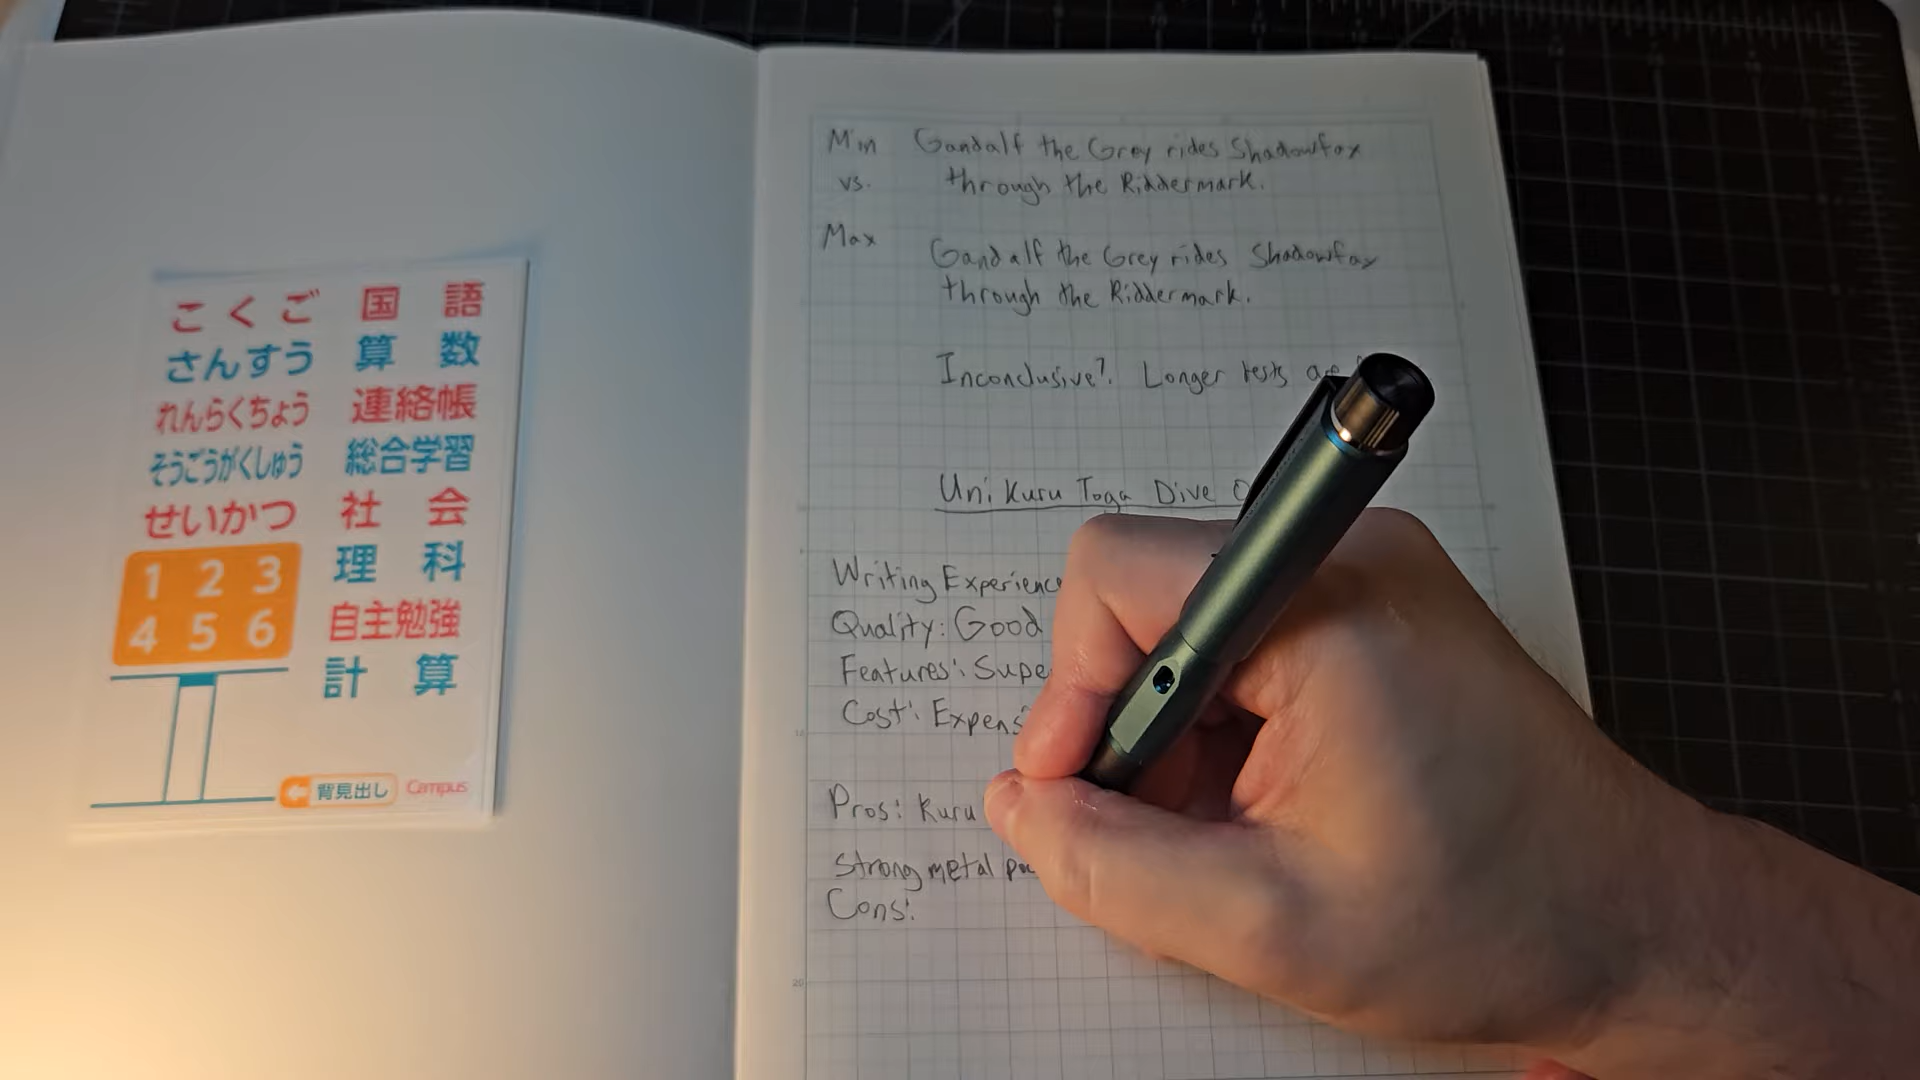 こくご 国語
さんすう 算数
れんらくちょう 連絡帳
そうごうがくしゅう 総合学習
せいかつ 社会
1 2 3 理科
4 5 6 自主勉強
計算
背見出し Campus
Min Gandalf the Grey rides Shadowfax
vs. through the Riddermark.
Max Gandalf the Grey rides Shadowfax
through the Riddermark.
Inconclusive? Longer tests are
Uni Kuru Toga Dive
Writing Experience
Quality: Good
Features: Supe
Cost: Expens
Pros: Kuru
Strong metal
Cons:
12
20